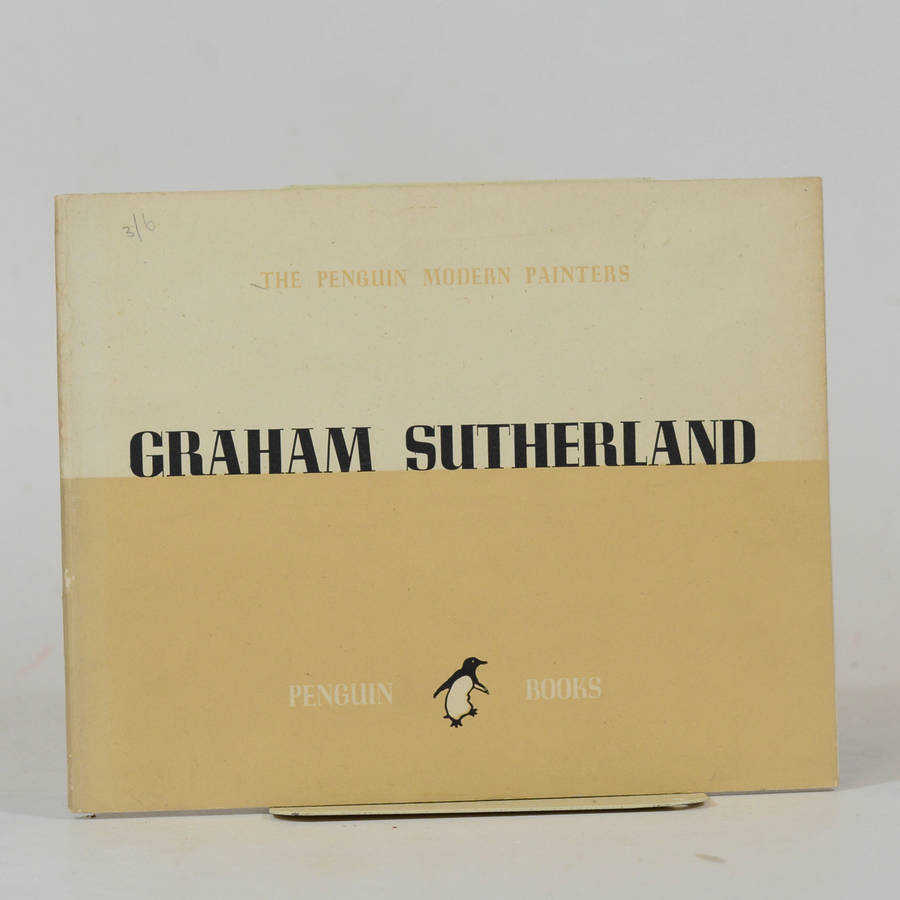 3/6
THE PENGUIN MODERN PAINTERS
GRAHAM SUTHERLAND
PENGUIN BOOKS